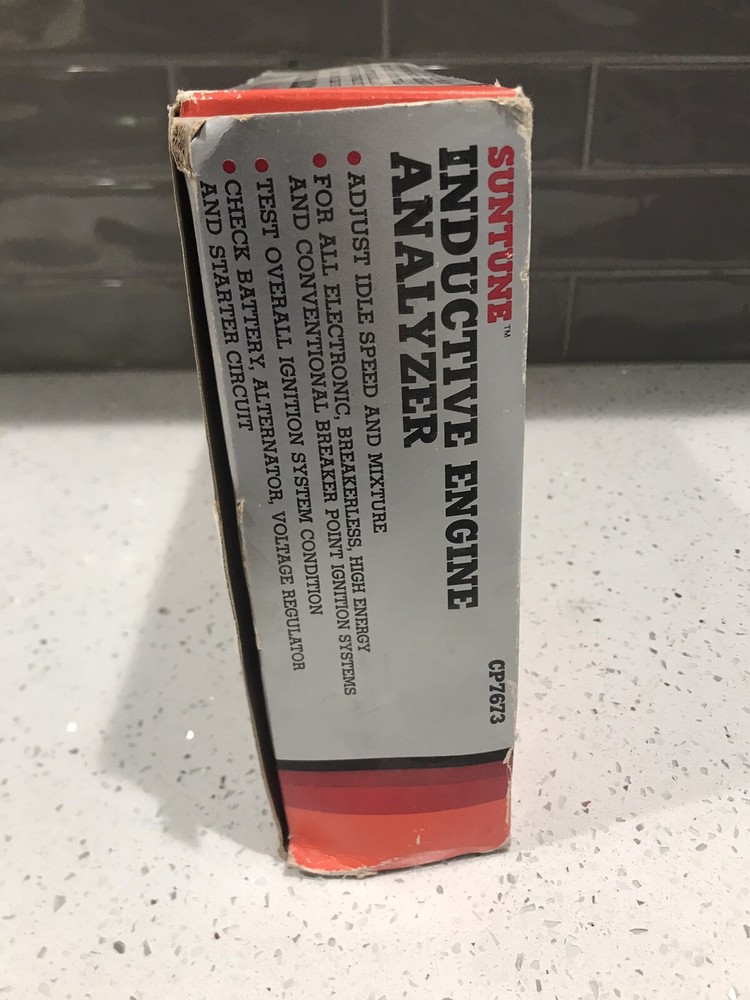 SUNTUNE™
CP7673
INDUCTIVE ENGINE
ANALYZER
• ADJUST IDLE SPEED AND MIXTURE
• FOR ALL ELECTRONIC, BREAKERLESS, HIGH ENERGY
AND CONVENTIONAL BREAKER POINT IGNITION SYSTEMS
• TEST OVERALL IGNITION SYSTEM CONDITION
• CHECK BATTERY, ALTERNATOR, VOLTAGE REGULATOR
AND STARTER CIRCUIT